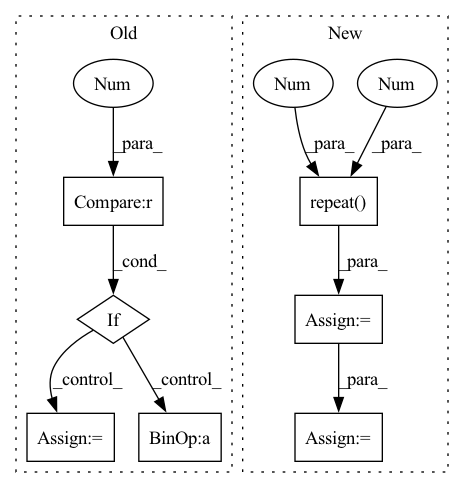 Old
New
Num
Num
Num
_para_
_para_
_para_
Compare:r
repeat()
_cond_
_para_
If
Assign:=
_control_
_control_
_para_
Assign:=
BinOp:a
Assign:=